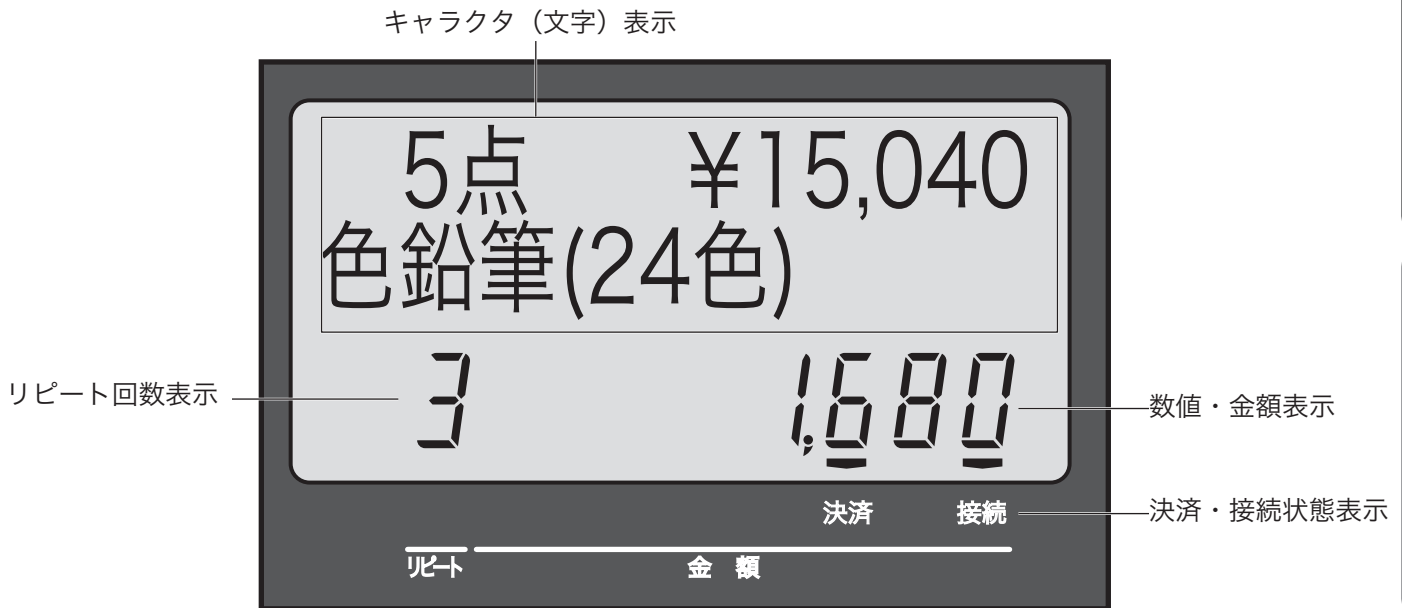 キャラクタ（文字）表示
5点 ¥15,040
色鉛筆(24色)
リピート回数表示
3 1,680
数値・金額表示
決済 接続
決済・接続状態表示
リピート 金 額